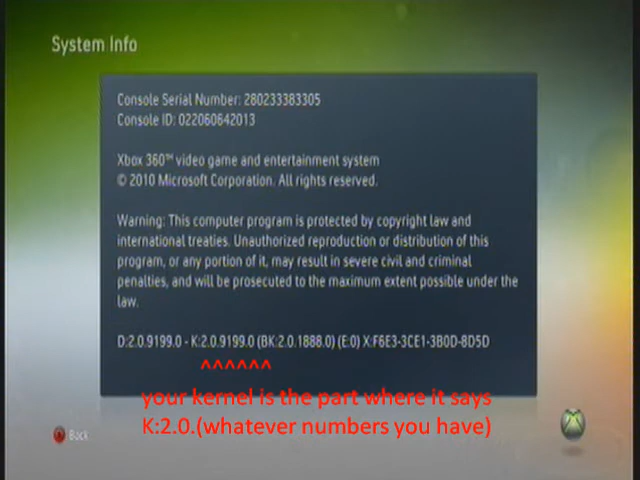 System Info
Console Serial Number: 280233383305
Console ID: 022060642013
Xbox 360™ video game and entertainment system
© 2010 Microsoft Corporation. All rights reserved.
Warning: This computer program is protected by copyright law and
international treaties. Unauthorized reproduction or distribution of this
program, or any portion of it, may result in severe civil and criminal
penalties, and will be prosecuted to the maximum extent possible under the
law.
D:2.0.9199.0 - K:2.0.9199.0 (BK:2.0.1888.0) (E:0) X:F6E3-3CE1-3B0D-8D5D
^^^^^^
your kernel is the part where it says
K:2.0.(whatever numbers you have)
Back